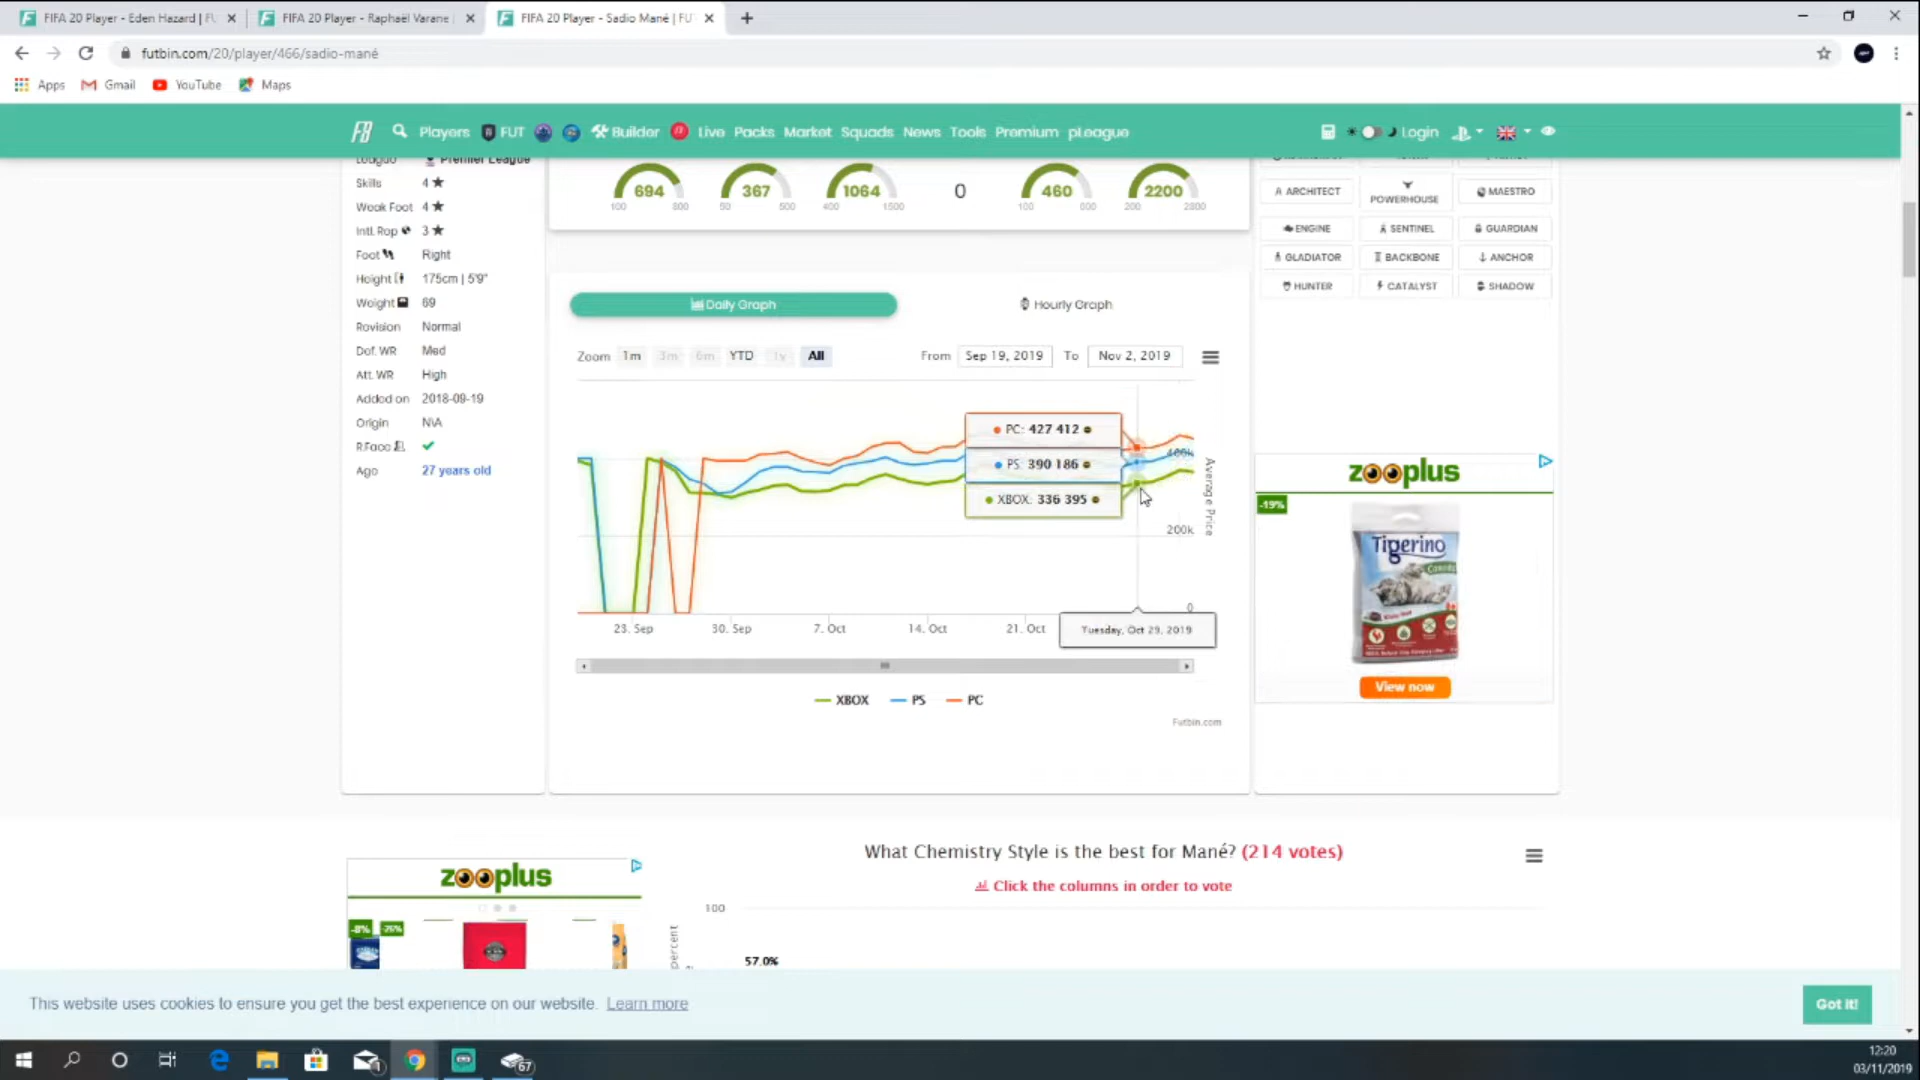 FIFA 20 Player - Eden Hazard | FU
FIFA 20 Player - Raphaël Varane
FIFA 20 Player - Sadio Mané | FU
futbin.com/20/player/466/sadio-mané
Apps
Gmail
YouTube
Maps
Players FUT Builder Live Packs Market Squads News Tools Premium pLeague
Login
Premier League
Skills 4
Weak Foot 4
Intl. Rep 3
Foot Right
Height 175cm | 5'9"
Weight 69
Revision Normal
Def. WR Med
Att. WR High
Added on 2018-09-19
Origin N\A
R.Face
Age 27 years old
694
367
1064
0
460
2200
ARCHITECT
POWERHOUSE
MAESTRO
ENGINE
SENTINEL
GUARDIAN
GLADIATOR
BACKBONE
ANCHOR
HUNTER
CATALYST
SHADOW
Daily Graph
Hourly Graph
Zoom 1m 3m 6m YTD 1y All
From Sep 19, 2019 To Nov 2, 2019
PC: 427 412
PS: 390 186
XBOX: 336 395
400k
200k
0
Average Price
23. Sep
30. Sep
7. Oct
14. Oct
21. Oct
Tuesday, Oct 29, 2019
XBOX
PS
PC
Futbin.com
zooplus
-19%
Tigerino
View now
What Chemistry Style is the best for Mané? (214 votes)
Click the columns in order to vote
zooplus
-8%
100
percent
57.0%
This website uses cookies to ensure you get the best experience on our website. Learn more
Got it!
67
12:20
03/11/2019